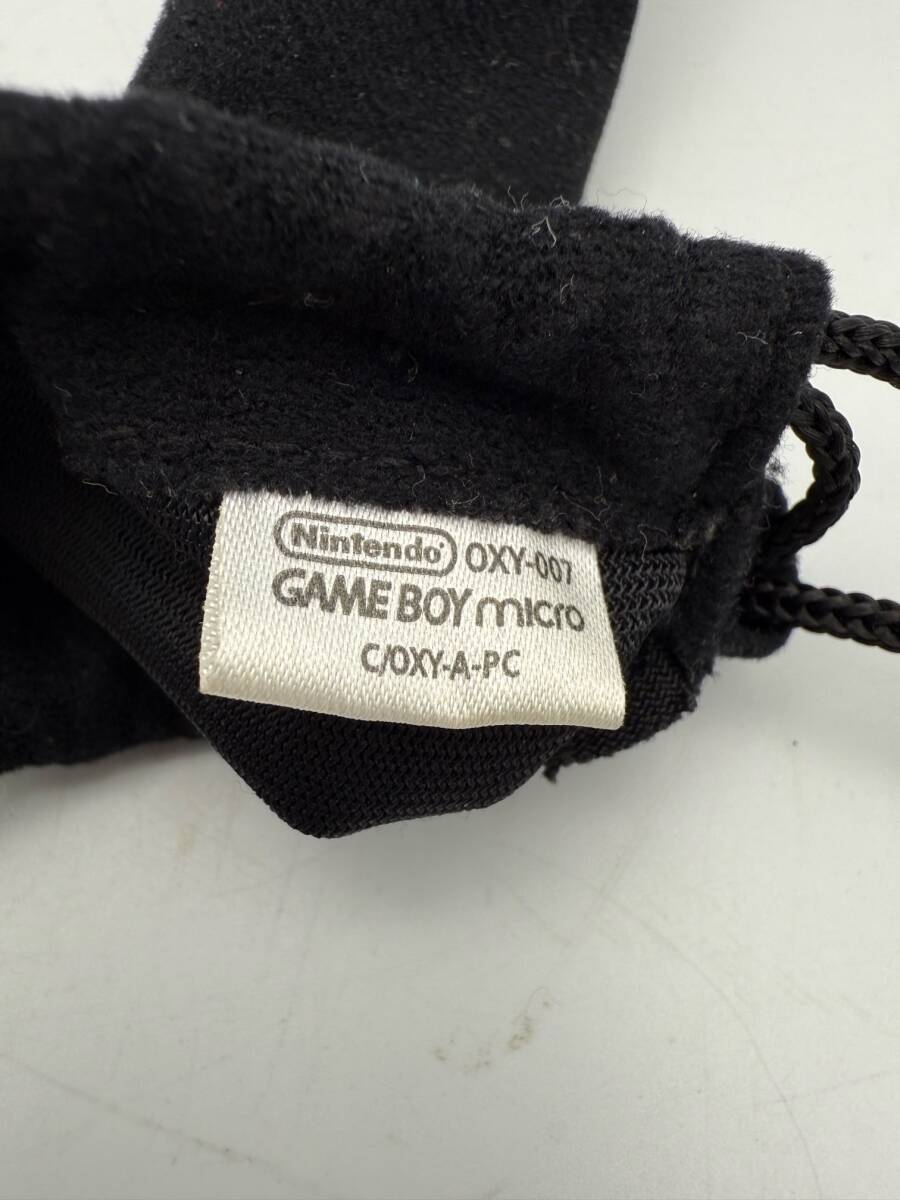 Nintendo OXY-007
GAME BOY micro
C/OXY-A-PC